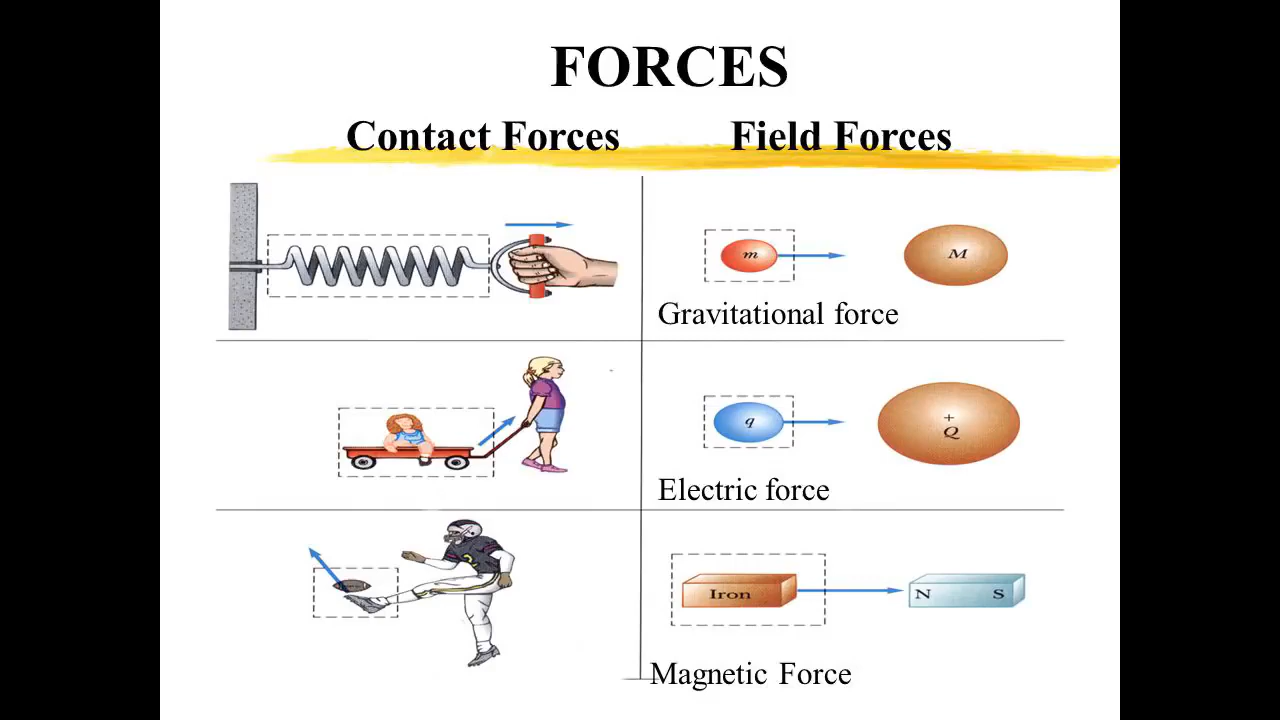 FORCES
Contact Forces Field Forces
m M
Gravitational force
q + Q
Electric force
Iron N S
Magnetic Force